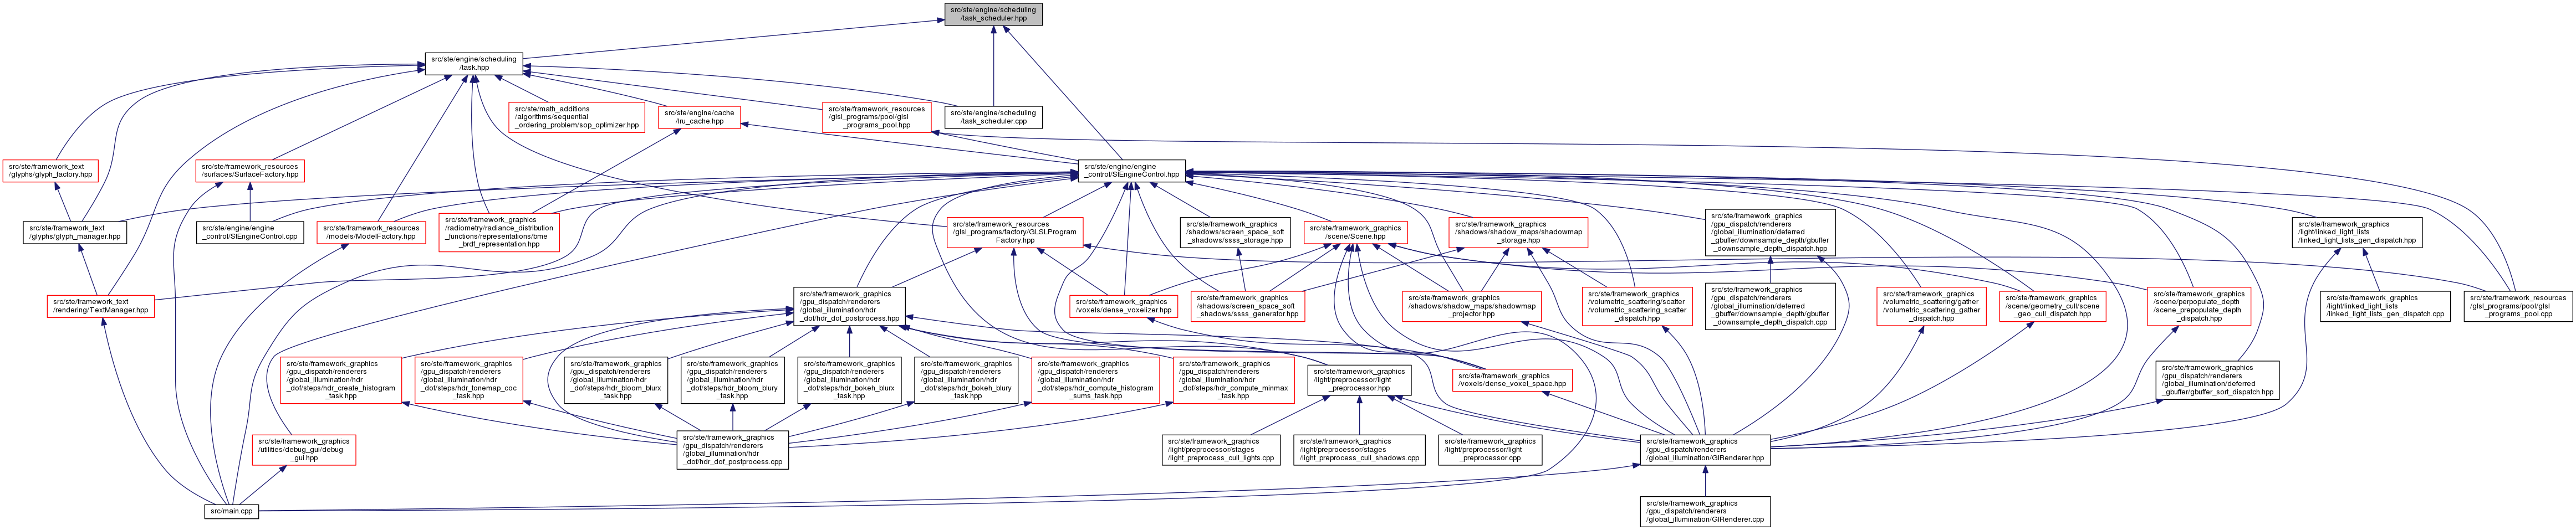 src/ste/engine/scheduling
/task_scheduler.hpp
src/ste/engine/scheduling
/task.hpp
src/ste/math_additions
/algorithms/sequential
_ordering_problem/sop_optimizer.hpp
src/ste/engine/cache
/lru_cache.hpp
src/ste/framework_resources
/glsl_programs/pool/glsl
_programs_pool.hpp
src/ste/engine/scheduling
/task_scheduler.cpp
src/ste/framework_text
/glyphs/glyph_factory.hpp
src/ste/framework_resources
/surfaces/SurfaceFactory.hpp
src/ste/engine/engine
_control/StEngineControl.hpp
src/ste/framework_text
/glyphs/glyph_manager.hpp
src/ste/engine/engine
_control/StEngineControl.cpp
src/ste/framework_resources
/models/ModelFactory.hpp
src/ste/framework_graphics
/radiometry/radiance_distribution
_functions/representations/bme
_brdf_representation.hpp
src/ste/framework_resources
/glsl_programs/factory/GLSLProgram
Factory.hpp
src/ste/framework_graphics
/shadows/screen_space_soft
_shadows/ssss_storage.hpp
src/ste/framework_graphics
/scene/Scene.hpp
src/ste/framework_graphics
/shadows/shadow_maps/shadowmap
_storage.hpp
src/ste/framework_graphics
/gpu_dispatch/renderers
/global_illumination/deferred
_gbuffer/downsample_depth/gbuffer
_downsample_depth_dispatch.hpp
src/ste/framework_graphics
/light/linked_light_lists
/linked_light_lists_gen_dispatch.hpp
src/ste/framework_text
/rendering/TextManager.hpp
src/ste/framework_graphics
/gpu_dispatch/renderers
/global_illumination/hdr
_dof/hdr_dof_postprocess.hpp
src/ste/framework_graphics
/voxels/dense_voxelizer.hpp
src/ste/framework_graphics
/shadows/screen_space_soft
_shadows/ssss_generator.hpp
src/ste/framework_graphics
/shadows/shadow_maps/shadowmap
_projector.hpp
src/ste/framework_graphics
/volumetric_scattering/scatter
/volumetric_scattering_scatter
_dispatch.hpp
src/ste/framework_graphics
/gpu_dispatch/renderers
/global_illumination/deferred
_gbuffer/downsample_depth/gbuffer
_downsample_depth_dispatch.cpp
src/ste/framework_graphics
/volumetric_scattering/gather
/volumetric_scattering_gather
_dispatch.hpp
src/ste/framework_graphics
/scene/geometry_cull/scene
_geo_cull_dispatch.hpp
src/ste/framework_graphics
/scene/perpopulate_depth
/scene_prepopulate_depth
_dispatch.hpp
src/ste/framework_graphics
/light/linked_light_lists
/linked_light_lists_gen_dispatch.cpp
src/ste/framework_resources
/glsl_programs/pool/glsl
_programs_pool.cpp
src/ste/framework_graphics
/gpu_dispatch/renderers
/global_illumination/hdr
_dof/steps/hdr_create_histogram
_task.hpp
src/ste/framework_graphics
/gpu_dispatch/renderers
/global_illumination/hdr
_dof/steps/hdr_tonemap_coc
_task.hpp
src/ste/framework_graphics
/gpu_dispatch/renderers
/global_illumination/hdr
_dof/steps/hdr_bloom_blurx
_task.hpp
src/ste/framework_graphics
/gpu_dispatch/renderers
/global_illumination/hdr
_dof/steps/hdr_bloom_blury
_task.hpp
src/ste/framework_graphics
/gpu_dispatch/renderers
/global_illumination/hdr
_dof/steps/hdr_bokeh_blurx
_task.hpp
src/ste/framework_graphics
/gpu_dispatch/renderers
/global_illumination/hdr
_dof/steps/hdr_bokeh_blury
_task.hpp
src/ste/framework_graphics
/gpu_dispatch/renderers
/global_illumination/hdr
_dof/steps/hdr_compute_histogram
_sums_task.hpp
src/ste/framework_graphics
/gpu_dispatch/renderers
/global_illumination/hdr
_dof/steps/hdr_compute_minmax
_task.hpp
src/ste/framework_graphics
/light/preprocessor/light
_preprocessor.hpp
src/ste/framework_graphics
/voxels/dense_voxel_space.hpp
src/ste/framework_graphics
/gpu_dispatch/renderers
/global_illumination/deferred
_gbuffer/gbuffer_sort_dispatch.hpp
src/ste/framework_graphics
/utilities/debug_gui/debug
_gui.hpp
src/ste/framework_graphics
/gpu_dispatch/renderers
/global_illumination/hdr
_dof/hdr_dof_postprocess.cpp
src/ste/framework_graphics
/light/preprocessor/stages
/light_preprocess_cull_lights.cpp
src/ste/framework_graphics
/light/preprocessor/stages
/light_preprocess_cull_shadows.cpp
src/ste/framework_graphics
/light/preprocessor/light
_preprocessor.cpp
src/ste/framework_graphics
/gpu_dispatch/renderers
/global_illumination/GIRenderer.hpp
src/main.cpp
src/ste/framework_graphics
/gpu_dispatch/renderers
/global_illumination/GIRenderer.cpp